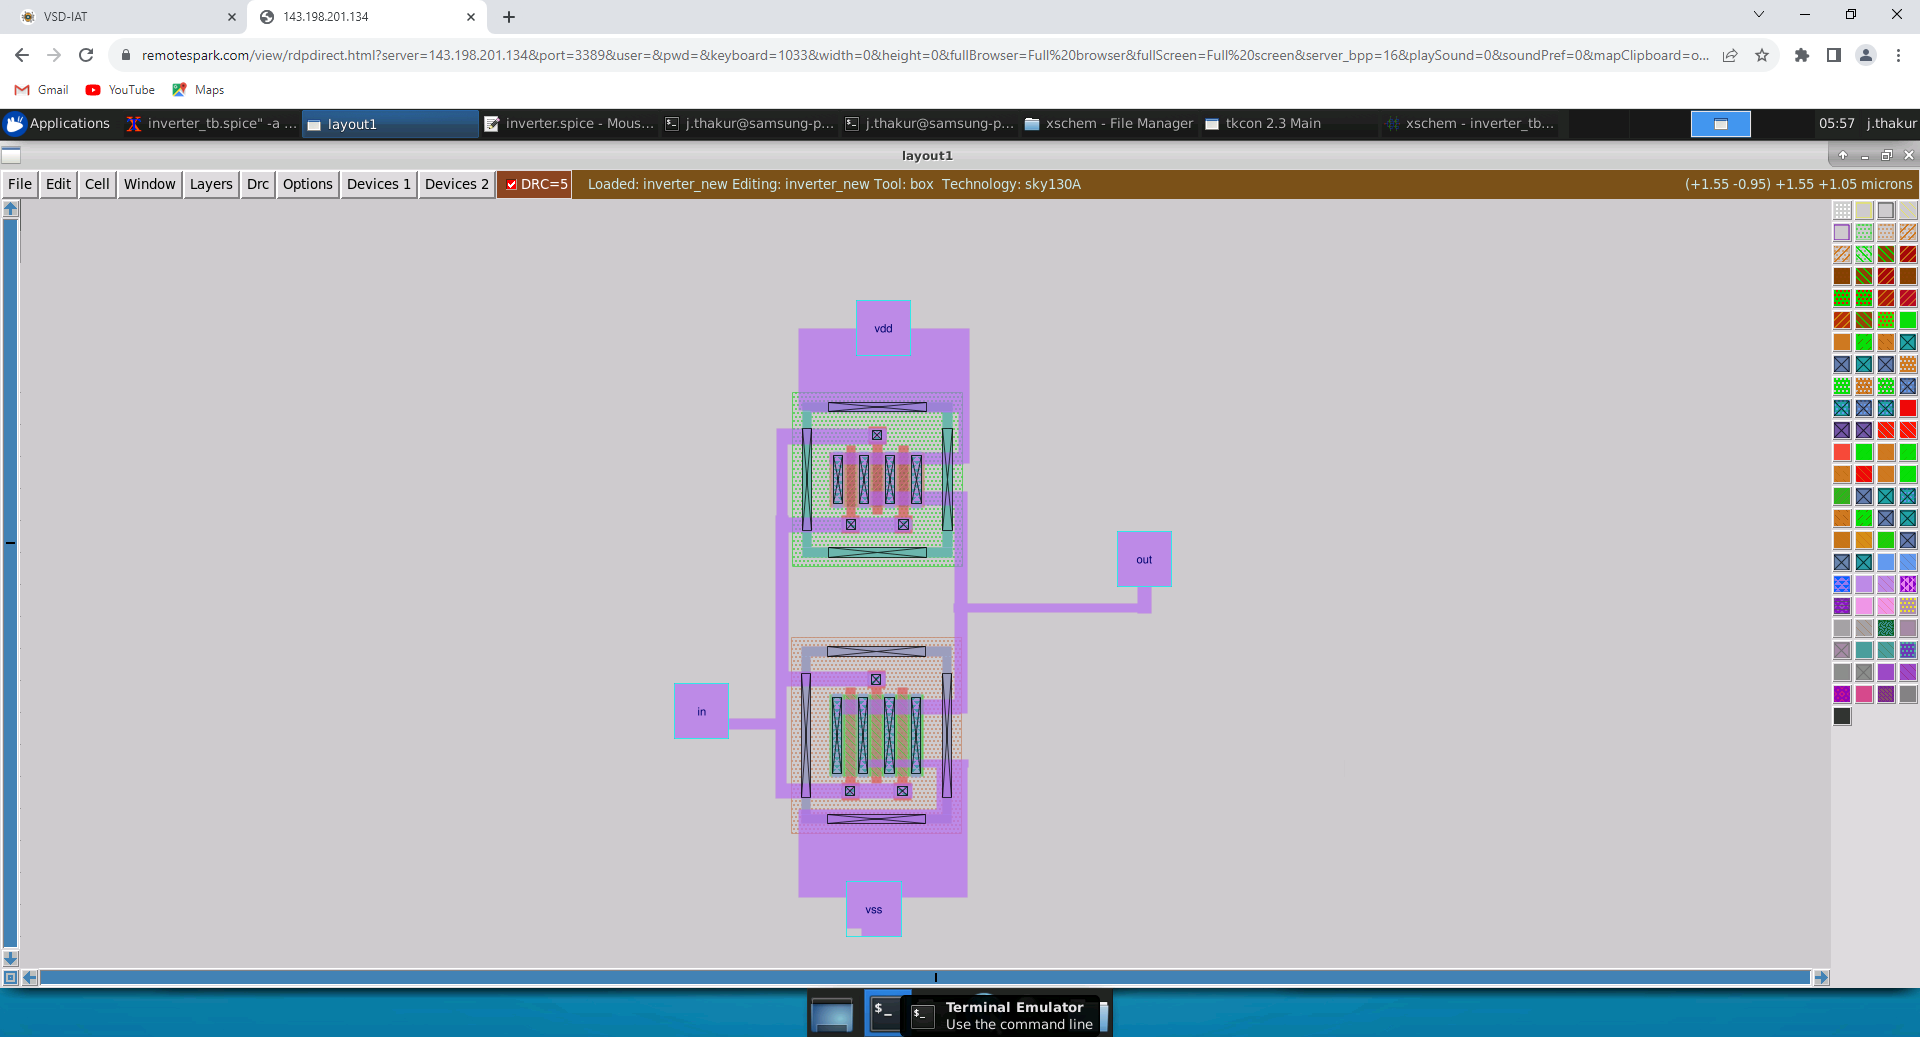 VSD-IAT
143.198.201.134
remotespark.com/view/rdpdirect.html?server=143.198.201.134&port=3389&user=&pwd=&keyboard=1033&width=0&height=0&fullBrowser=Full%20browser&fullScreen=Full%20screen&server_bpp=16&playSound=0&soundPref=0&mapClipboard=o...
Gmail YouTube Maps
Applications inverter_tb.spice" -a ... layout1 inverter.spice - Mous... j.thakur@samsung-p... j.thakur@samsung-p... xschem - File Manager tkcon 2.3 Main xschem - inverter_tb... 05:57 j.thakur
layout1
File Edit Cell Window Layers Drc Options Devices 1 Devices 2 DRC=5 Loaded: inverter_new Editing: inverter_new Tool: box Technology: sky130A (+1.55 -0.95) +1.55 +1.05 microns
vdd
out
in
vss
Terminal Emulator
Use the command line